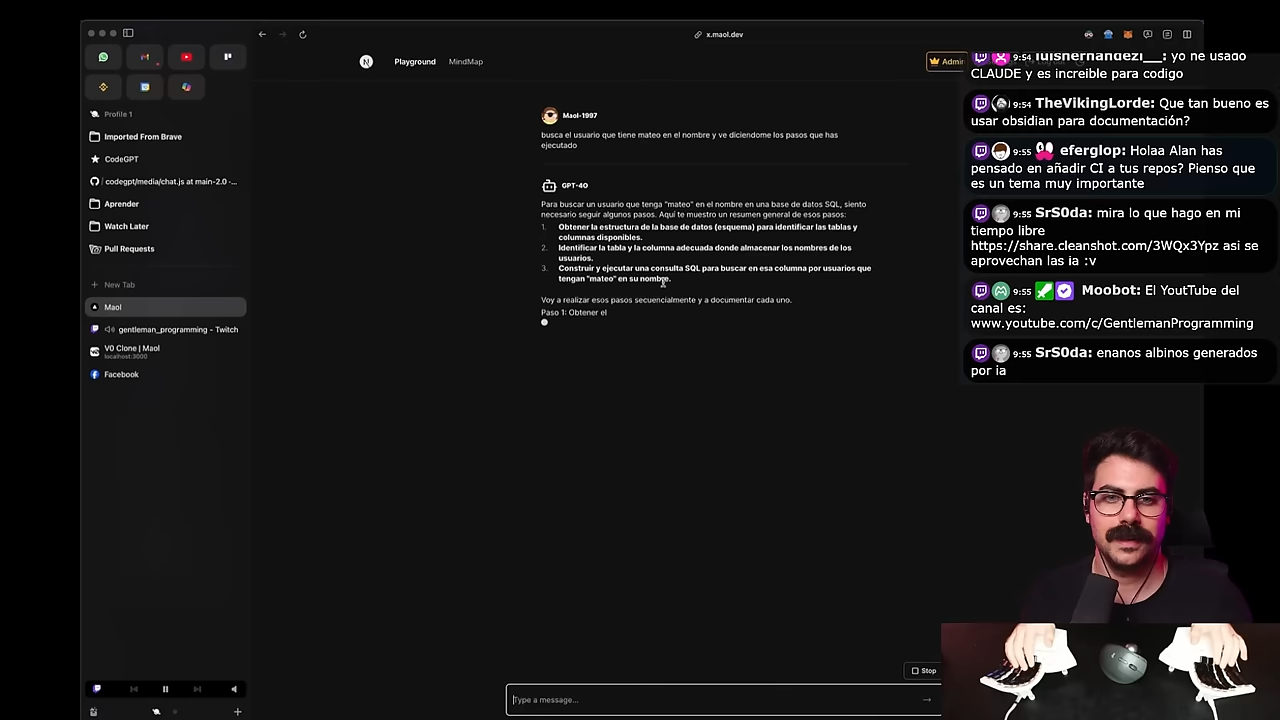 x.maol.dev
Playground
MindMap
Admin
Profile 1
Imported From Brave
CodeGPT
codegpt/media/chat.js at main-2.0 -...
Aprender
Watch Later
Pull Requests
New Tab
Maol
gentleman_programming - Twitch
V0 Clone | Maol
localhost:3000
Facebook
Maol-1997
busca el usuario que tiene mateo en el nombre y ve diciendome los pasos que has
ejecutado
GPT-4O
Para buscar un usuario que tenga "mateo" en el nombre en una base de datos SQL, siento
necesario seguir algunos pasos. Aquí te muestro un resumen general de esos pasos:
1. Obtener la estructura de la base de datos (esquema) para identificar las tablas y
columnas disponibles.
2. Identificar la tabla y la columna adecuada donde almacenar los nombres de los
usuarios.
3. Construir y ejecutar una consulta SQL para buscar en esa columna por usuarios que
tengan "mateo" en su nombre.
Voy a realizar esos pasos secuencialmente y a documentar cada uno.
Paso 1: Obtener el
Stop
Type a message...
9:54 luishernandezl__: yo he usado
CLAUDE y es increible para codigo
9:54 TheVikingLorde: Que tan bueno es
usar obsidian para documentación?
9:55 eferglop: Holaa Alan has
pensado en añadir CI a tus repos? Pienso que
es un tema muy importante
9:55 SrS0da: mira lo que hago en mi
tiempo libre
https://share.cleanshot.com/3WQx3Ypz asi se
aprovechan las ia :v
Moobot: El YouTube del
canal es:
www.youtube.com/c/GentlemanProgramming
9:55 SrS0da: enanos albinos generados
por ia